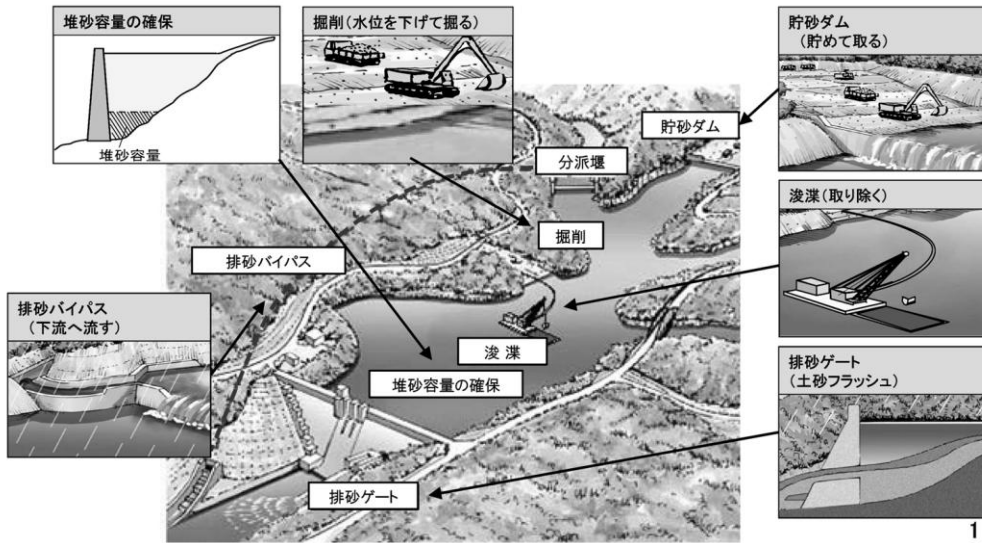 堆砂容量の確保
堆砂容量
掘削(水位を下げて掘る)
貯砂ダム
(貯めて取る)
貯砂ダム
分派堰
掘削
浚渫(取り除く)
排砂バイパス
排砂バイパス
(下流へ流す)
浚 渫
堆砂容量の確保
排砂ゲート
(土砂フラッシュ)
排砂ゲート
1